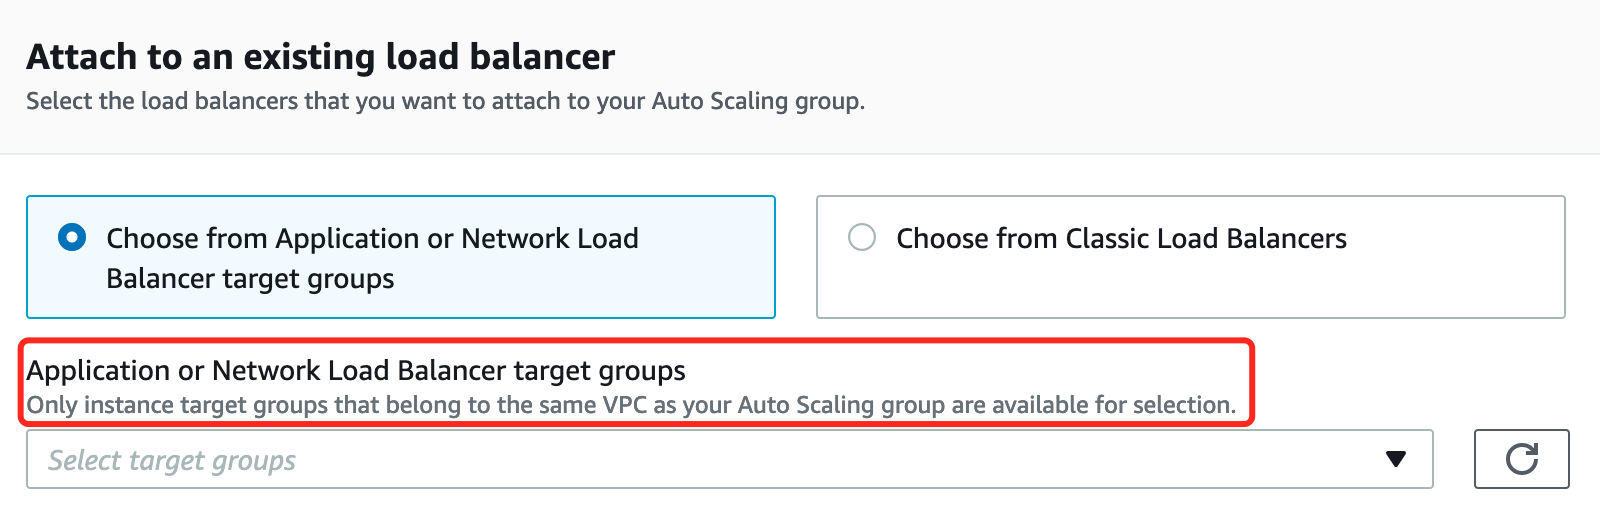 Attach to an existing load balancer
Select the load balancers that you want to attach to your Auto Scaling group.
Choose from Application or Network Load
Balancer target groups
Choose from Classic Load Balancers
Application or Network Load Balancer target groups
Only instance target groups that belong to the same VPC as your Auto Scaling group are available for selection.
Select target groups